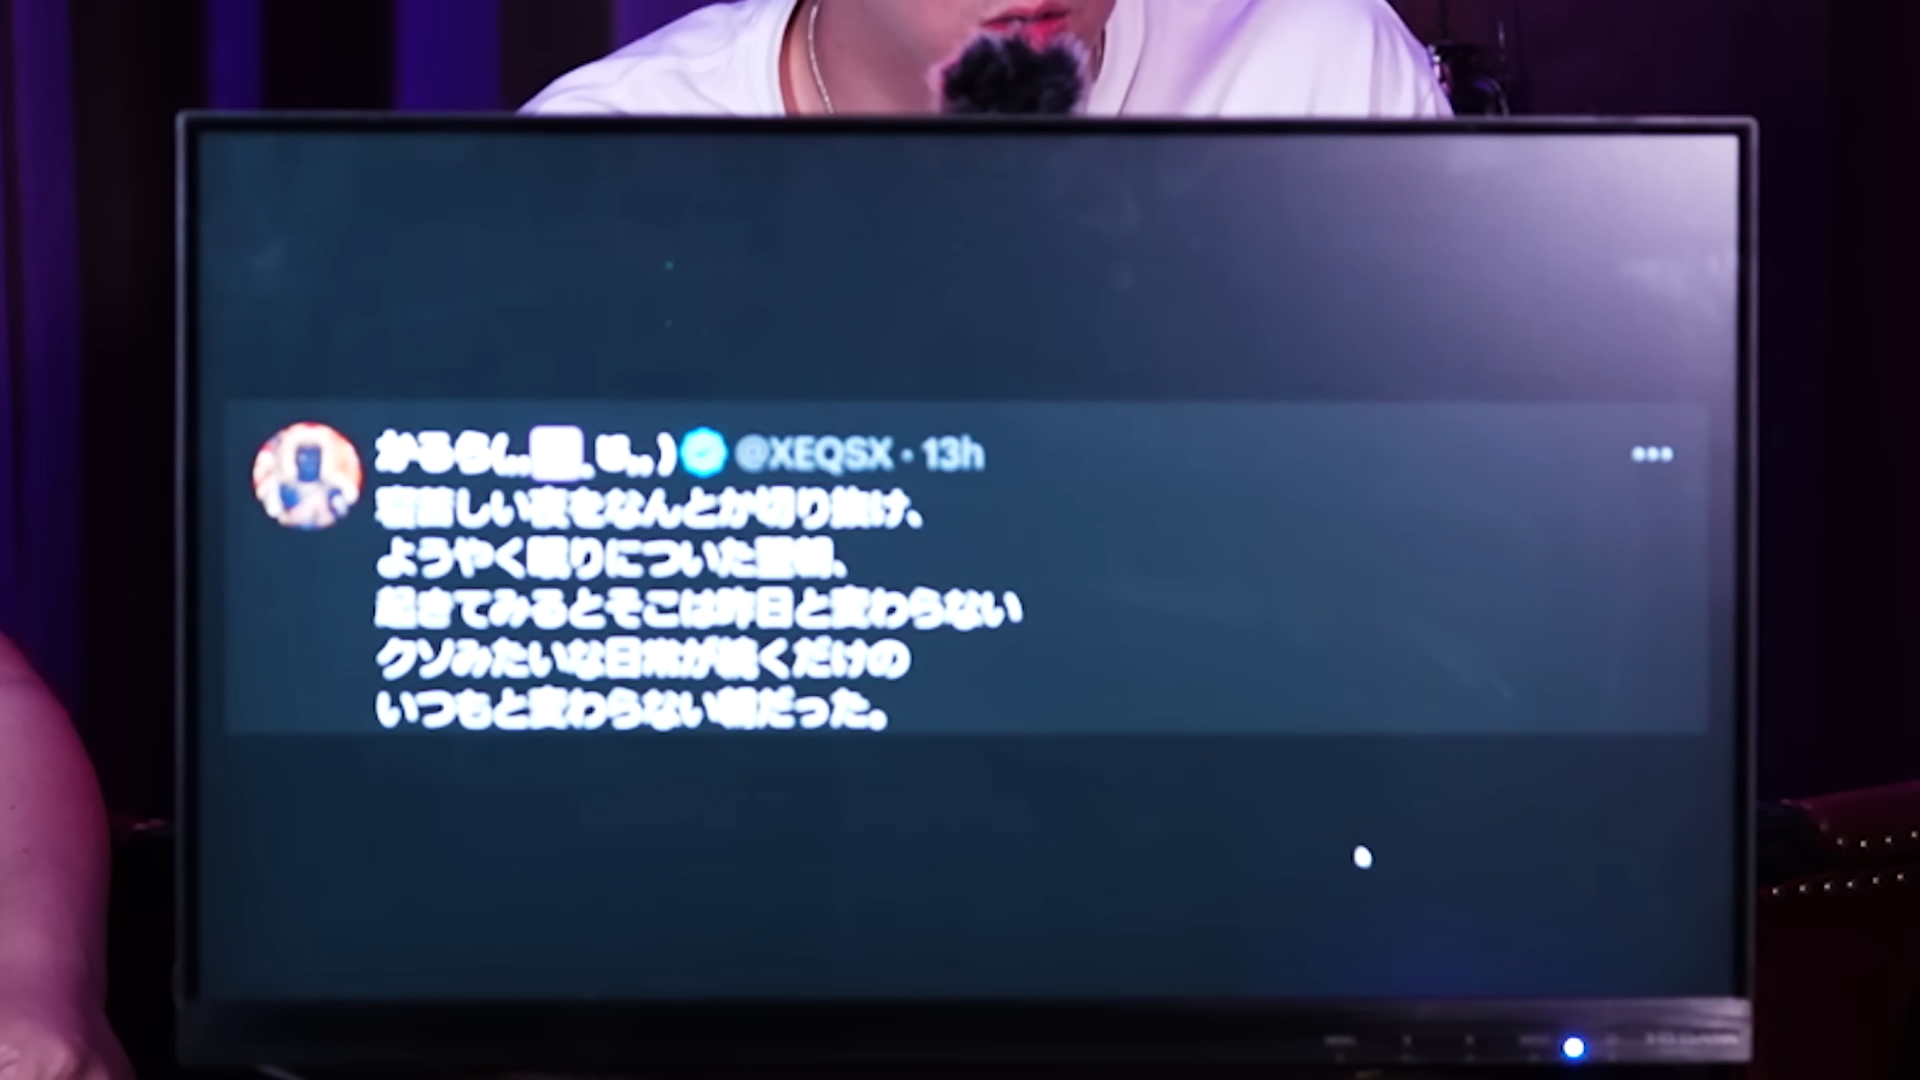 かるら(,,  ̫ ,,) @XEQSX · 13h
寝苦しい夜をなんとか切り抜け、
ようやく眠りについた翌朝、
起きてみるとそこは昨日と変わらない
クソみたいな日常が続くだけの
いつもと変わらない朝だった。